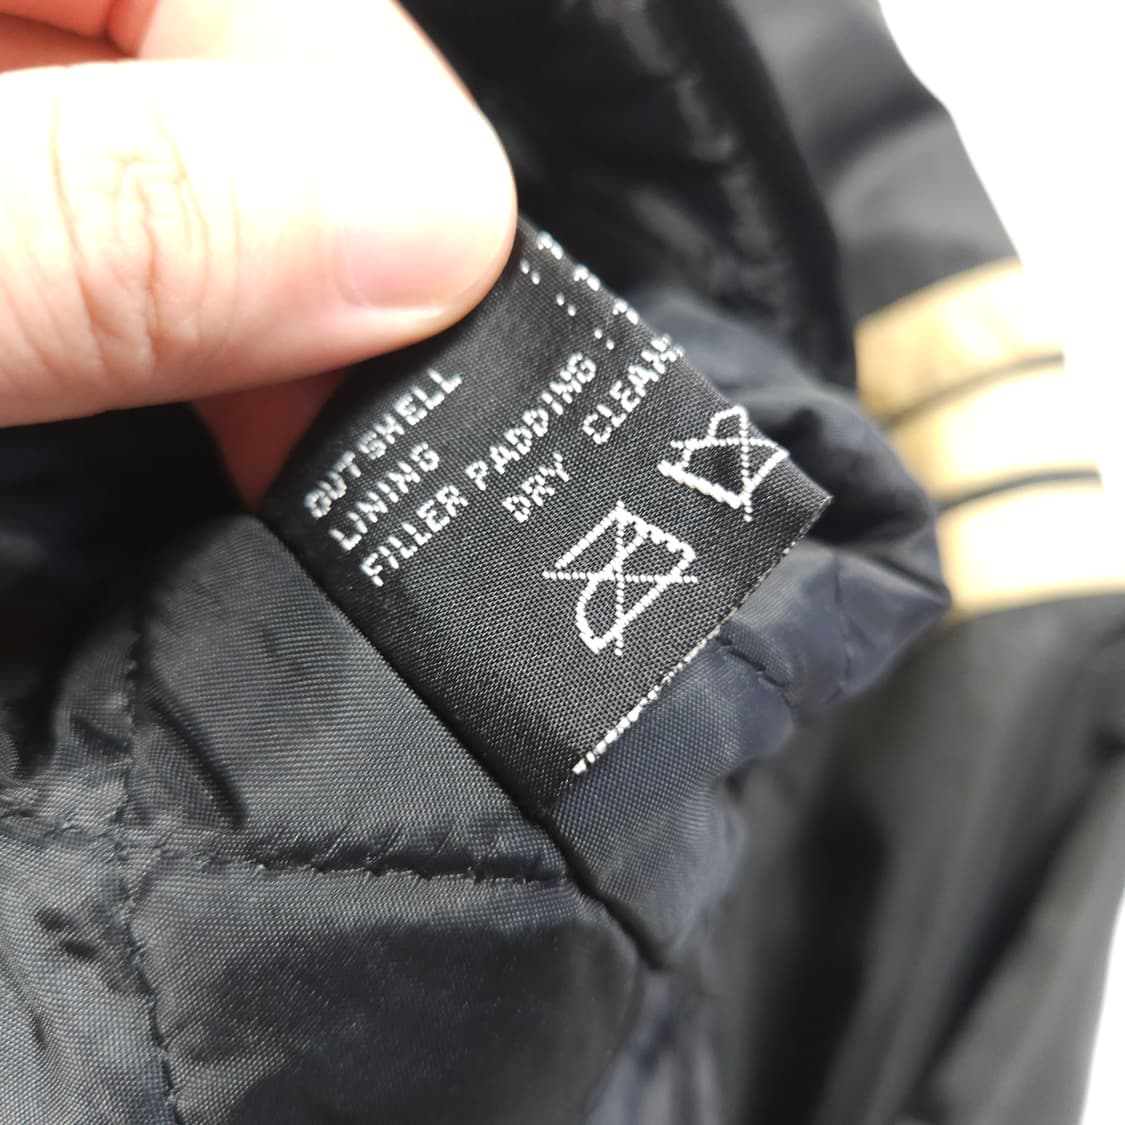 OUTSHELL
LINING
FILLER PADDING :
DRY CLEAN